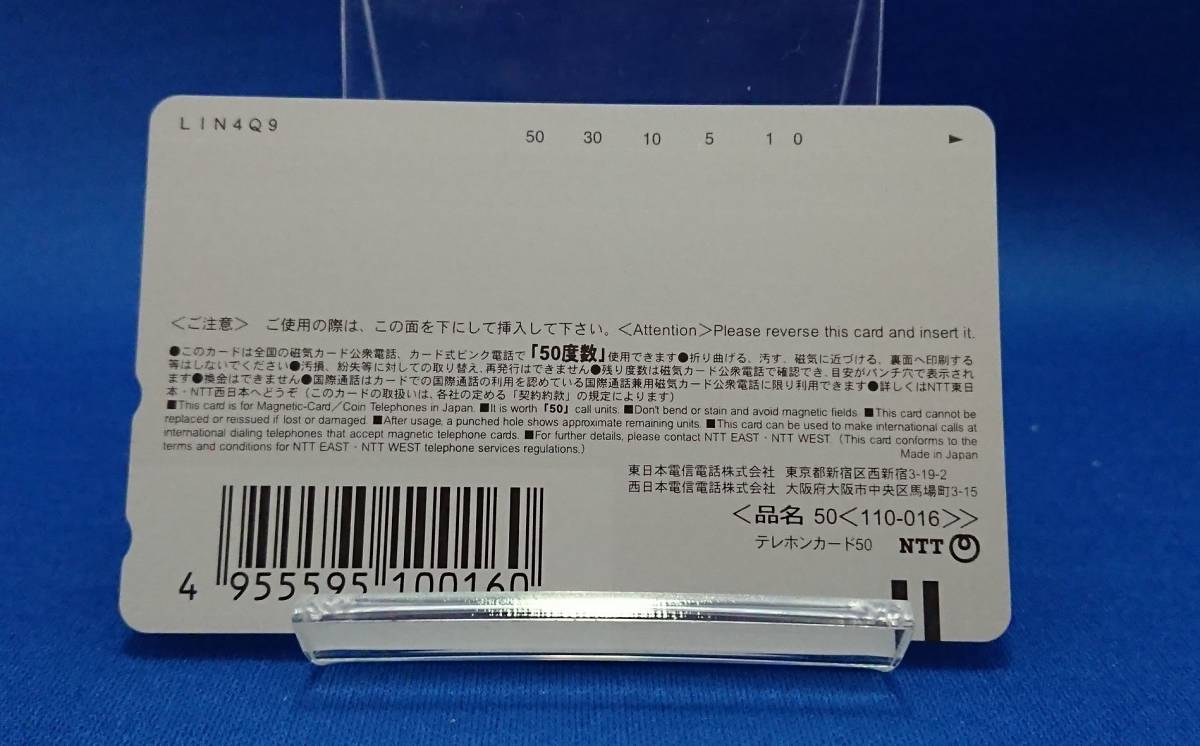 LIN4Q9
50 30 10 5 1 0 ►
＜ご注意＞ ご使用の際は、この面を下にして挿入して下さい。＜Attention＞Please reverse this card and insert it.
●このカードは全国の磁気カード公衆電話、カード式ピンク電話で「50度数」使用できます●折り曲げる、汚す、磁気に近づける、裏面へ印刷する
等はしないでください●汚損、紛失等に対しての取り替え、再発行はできません●残り度数は磁気カード公衆電話で確認でき、目安がパンチ穴で表示され
ます●換金はできません●国際通話はカードでの国際通話の利用を認めている国際通話兼用磁気カード公衆電話に限り利用できます●詳しくはNTT東日
本・NTT西日本へどうぞ（このカードの取扱いは、各社の定める「契約約款」の規定によります）
■This card is for Magnetic-Card／Coin Telephones in Japan. ■It is worth「50」call units. ■Don't bend or stain and avoid magnetic fields. ■This card cannot be
replaced or reissued if lost or damaged. ■After usage, a punched hole shows approximate remaining units. ■This card can be used to make international calls at
international dialing telephones that accept magnetic telephone cards. ■For further details, please contact NTT EAST・NTT WEST. (This card conforms to the
terms and conditions for NTT EAST・NTT WEST telephone services regulations.)
Made in Japan
東日本電信電話株式会社 東京都新宿区西新宿3-19-2
西日本電信電話株式会社 大阪府大阪市中央区馬場町3-15
＜品名 50＜110-016＞＞
テレホンカード50 NTT
4 955595 100160